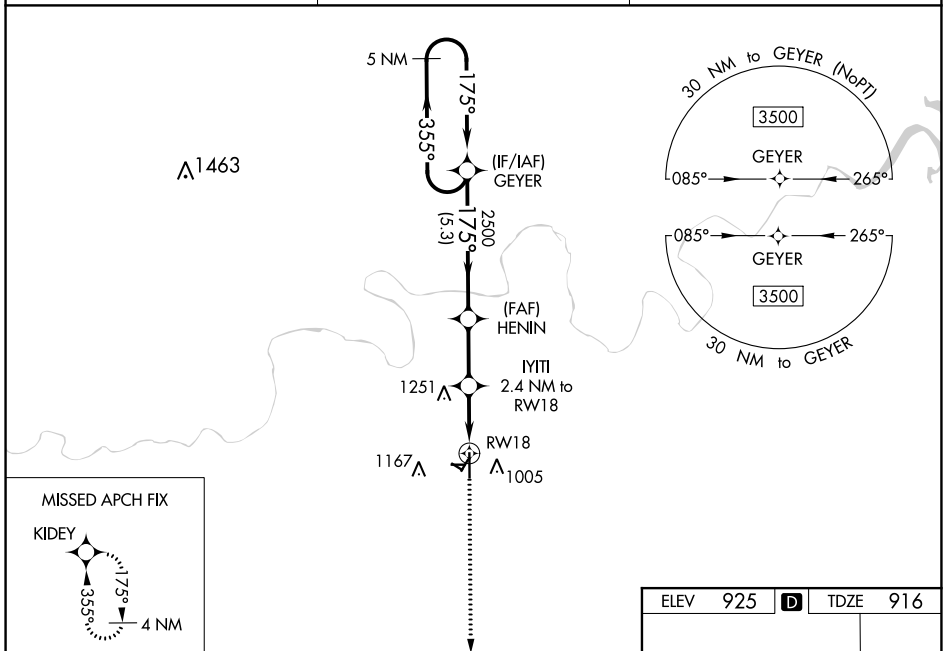 5 NM
175°
355°
(IF/IAF)
GEYER
2500
175°
(5.3)
1463
(FAF)
HENIN
IYITI
2.4 NM to
RW18
1251
RW18
1167
1005
30 NM to GEYER (NoPT)
3500
GEYER
085°
265°
085°
265°
GEYER
3500
30 NM to GEYER
MISSED APCH FIX
KIDEY
175°
355°
4 NM
ELEV 925 D TDZE 916